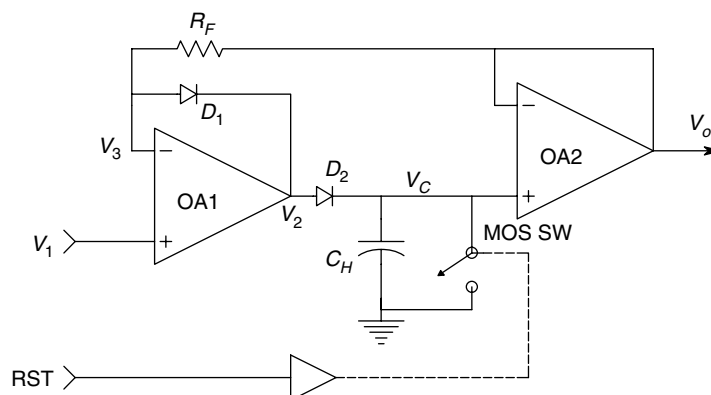 R_F
D_1
V_3
−
OA1
+
V_1
V_2
D_2
V_C
C_H
MOS SW
−
OA2
+
V_o
RST